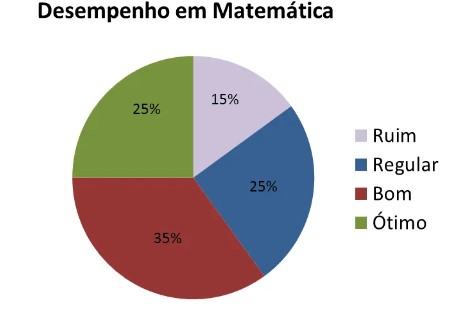 Desempenho em Matemática
15%
25%
25%
35%
Ruim
Regular
Bom
Ótimo